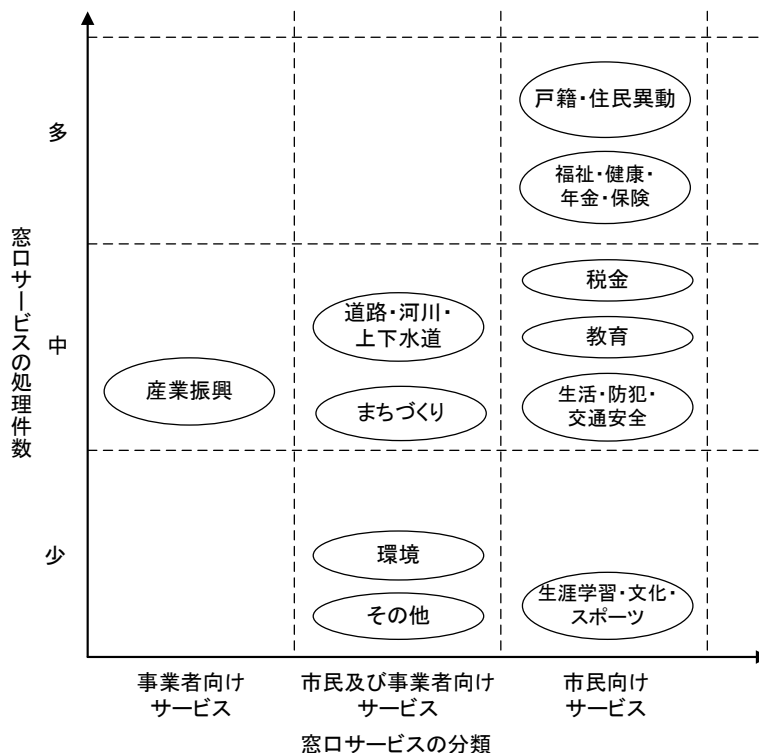 戸籍・住民異動
多
福祉・健康・
年金・保険
税金
道路・河川・
上下水道
教育
中
産業振興
まちづくり
生活・防犯・
交通安全
窓口サービスの処理件数
少
環境
生涯学習・文化・
スポーツ
その他
事業者向け
サービス
市民及び事業者向け
サービス
市民向け
サービス
窓口サービスの分類